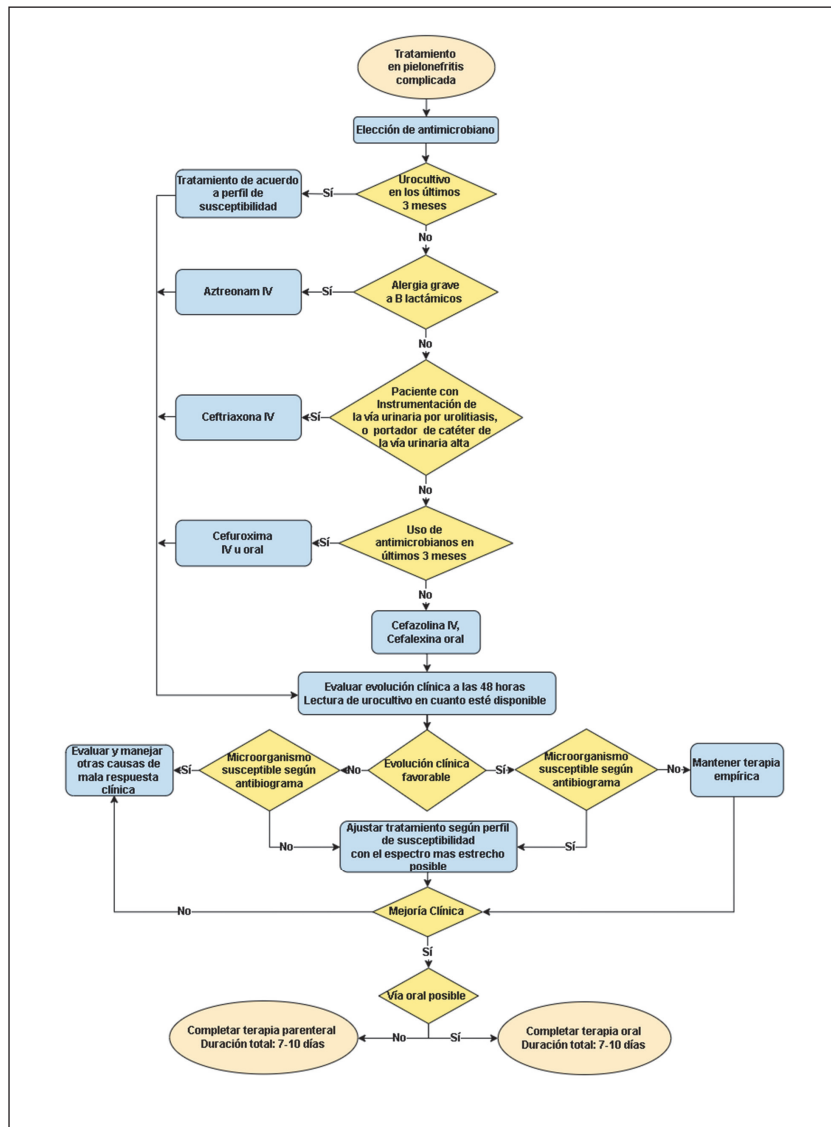 Tratamiento
en pielonefritis
complicada
Elección de antimicrobiano
Urocultivo
en los últimos
3 meses
Sí
Tratamiento de acuerdo
a perfil de
susceptibilidad
No
Alergia grave
a B lactámicos
Sí
Aztreonam IV
No
Paciente con
Instrumentación de
la vía urinaria por urolitiasis,
o portador de catéter de
la vía urinaria alta
Sí
Ceftriaxona IV
No
Uso de
antimicrobianos en
últimos 3 meses
Sí
Cefuroxima
IV u oral
No
Cefazolina IV,
Cefalexina oral
Evaluar evolución clínica a las 48 horas
Lectura de urocultivo en cuanto esté disponible
Evaluar y manejar
otras causas de
mala respuesta
clínica
Sí
Microorganismo
susceptible según
antibiograma
No
Evolución clínica
favorable
Sí
Microorganismo
susceptible según
antibiograma
No
Mantener terapia
empírica
No
Ajustar tratamiento según perfil
de susceptibilidad
con el espectro mas estrecho
posible
Sí
No
Mejoría Clínica
Sí
Vía oral posible
Completar terapia parenteral
Duración total: 7-10 días
No
Sí
Completar terapia oral
Duración total: 7-10 días